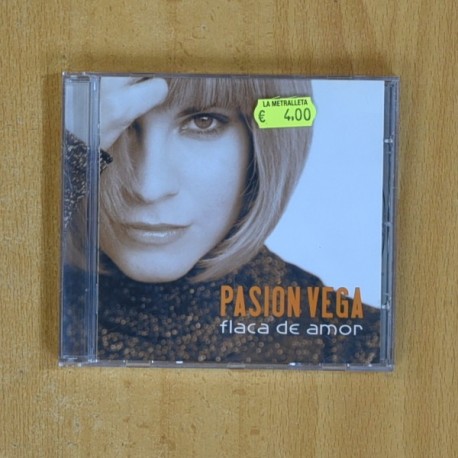 LA METRALLETA
€ 4,00
PASION VEGA
flaca de amor